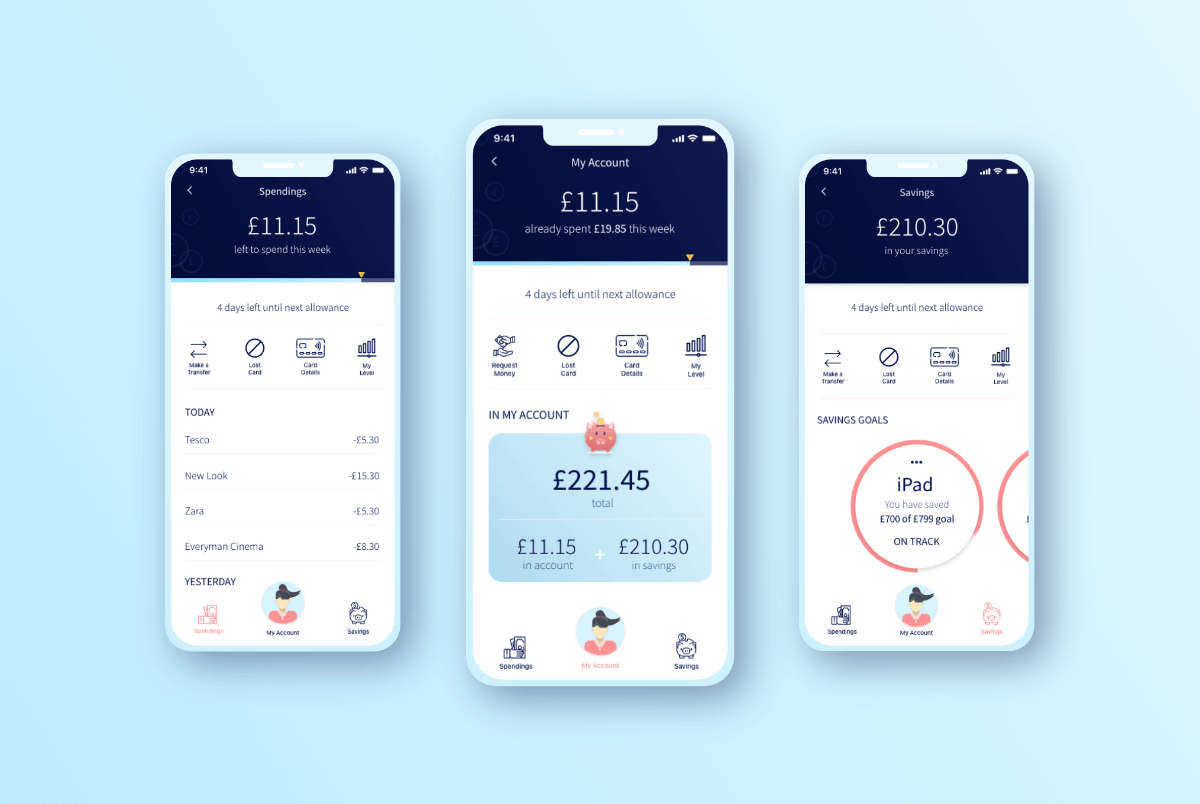 9:41
Spendings
£11.15
left to spend this week
4 days left until next allowance
Make a
Transfer
Lost
Card
Card
Details
My
Level
TODAY
Tesco
-£5.30
New Look
-£15.30
Zara
-£5.30
Everyman Cinema
-£8.30
YESTERDAY
Spendings
My Account
Savings
9:41
My Account
£11.15
already spent £19.85 this week
4 days left until next allowance
Request
Money
Lost
Card
Card
Details
My
Level
IN MY ACCOUNT
£221.45
total
£11.15
in account
+
£210.30
in savings
Spendings
My Account
Savings
9:41
Savings
£210.30
in your savings
4 days left until next allowance
Make a
Transfer
Lost
Card
Card
Details
My
Level
SAVINGS GOALS
iPad
You have saved
£700 of £799 goal
ON TRACK
Spendings
My Account
Savings